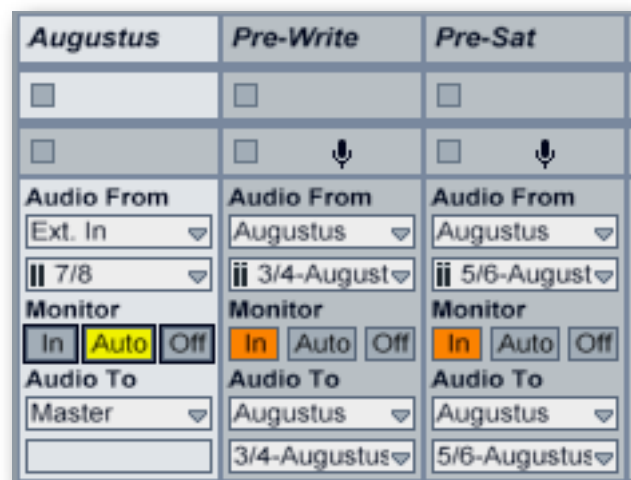 Augustus
Pre-Write
Pre-Sat
Audio From
Audio From
Audio From
Ext. In
Augustus
Augustus
7/8
3/4-August
5/6-August
Monitor
Monitor
Monitor
In Auto Off
In Auto Off
In Auto Off
Audio To
Audio To
Audio To
Master
Augustus
Augustus
3/4-Augustus
5/6-Augustus